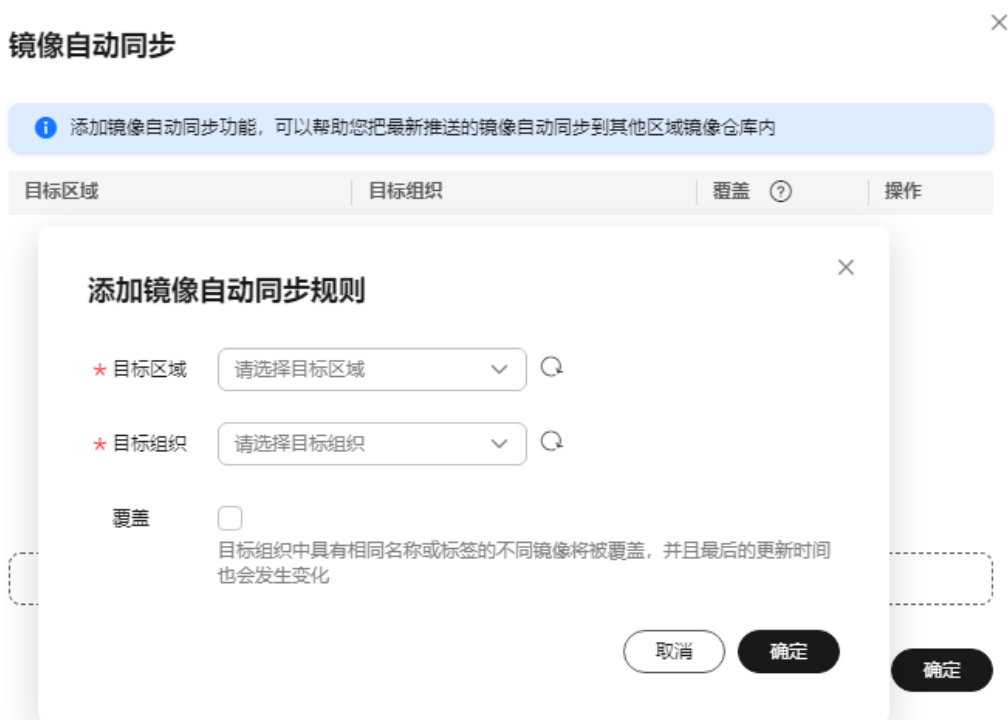 镜像自动同步
添加镜像自动同步功能，可以帮助您把最新推送的镜像自动同步到其他区域镜像仓库内
目标区域 目标组织 覆盖 操作
添加镜像自动同步规则
* 目标区域 请选择目标区域
* 目标组织 请选择目标组织
覆盖
目标组织中具有相同名称或标签的不同镜像将被覆盖，并且最后的更新时间
也会发生变化
取消 确定
确定